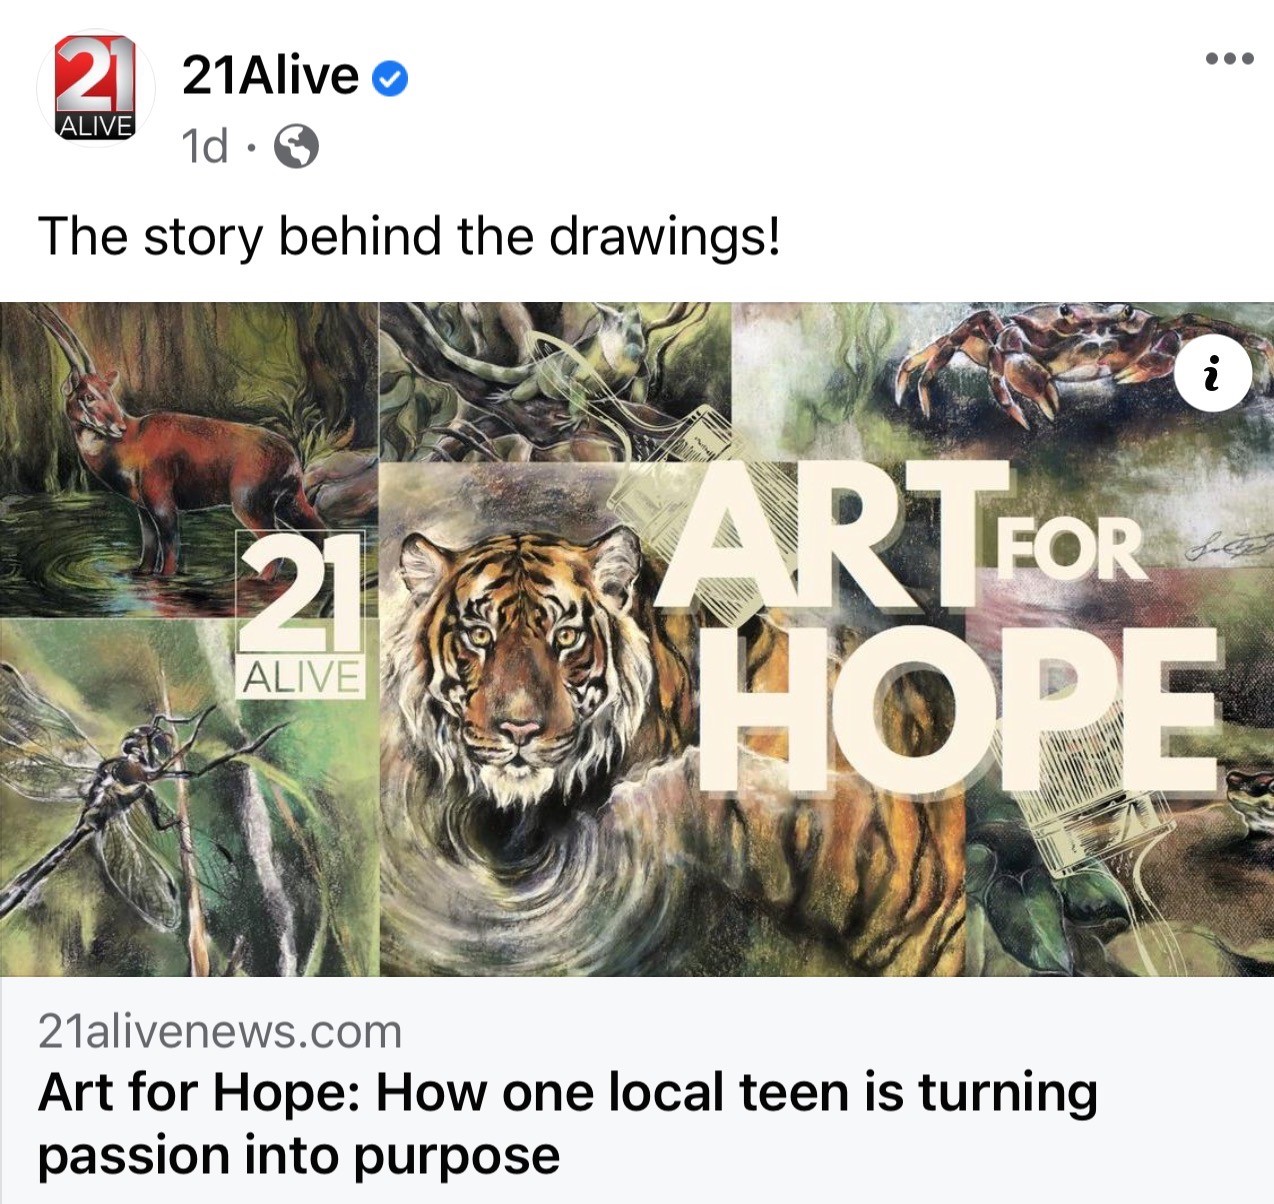 21Alive
21
ALIVE
1d ·
The story behind the drawings!
ART FOR
HOPE
21
ALIVE
21alivenews.com
Art for Hope: How one local teen is turning
passion into purpose